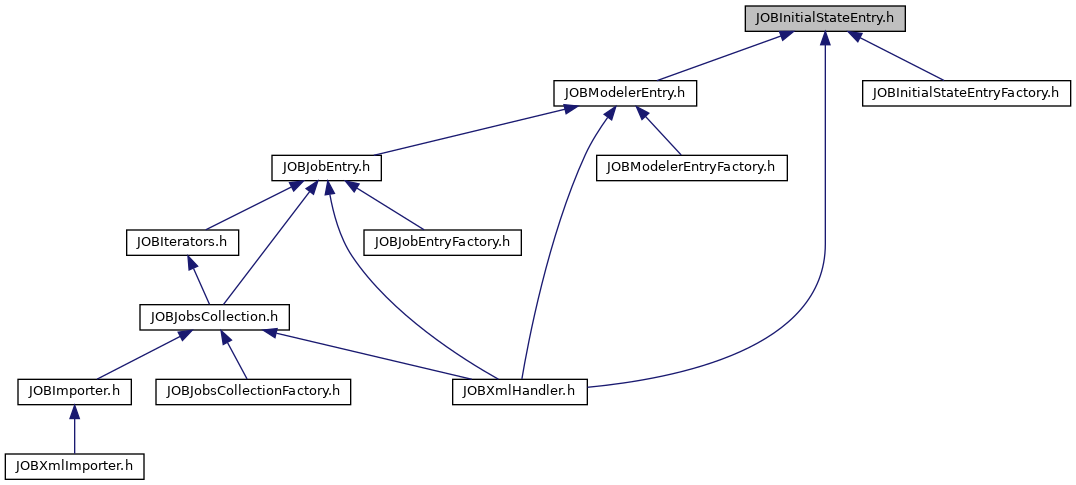 JOBInitialStateEntry.h
JOBModelerEntry.h
JOBInitialStateEntryFactory.h
JOBJobEntry.h
JOBModelerEntryFactory.h
JOBIterators.h
JOBJobEntryFactory.h
JOBJobsCollection.h
JOBImporter.h
JOBJobsCollectionFactory.h
JOBXmlHandler.h
JOBXmlImporter.h